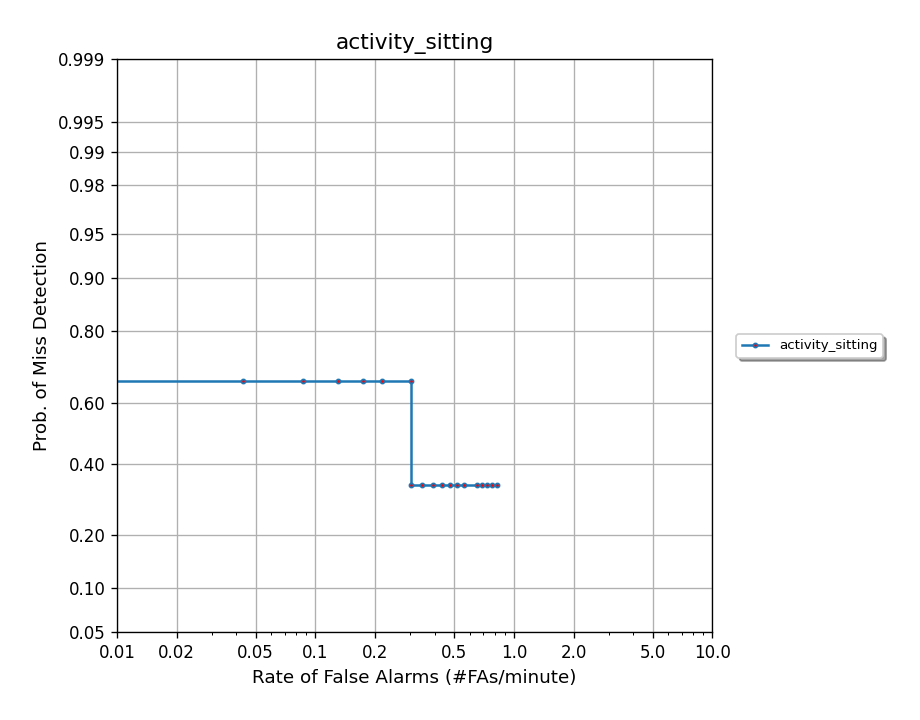 activity_sitting
0.999
0.995
0.99
0.98
0.95
0.90
0.80
0.60
0.40
0.20
0.10
0.05
Prob. of Miss Detection
activity_sitting
0.01 0.02 0.05 0.1 0.2 0.5 1.0 2.0 5.0 10.0
Rate of False Alarms (#FAs/minute)